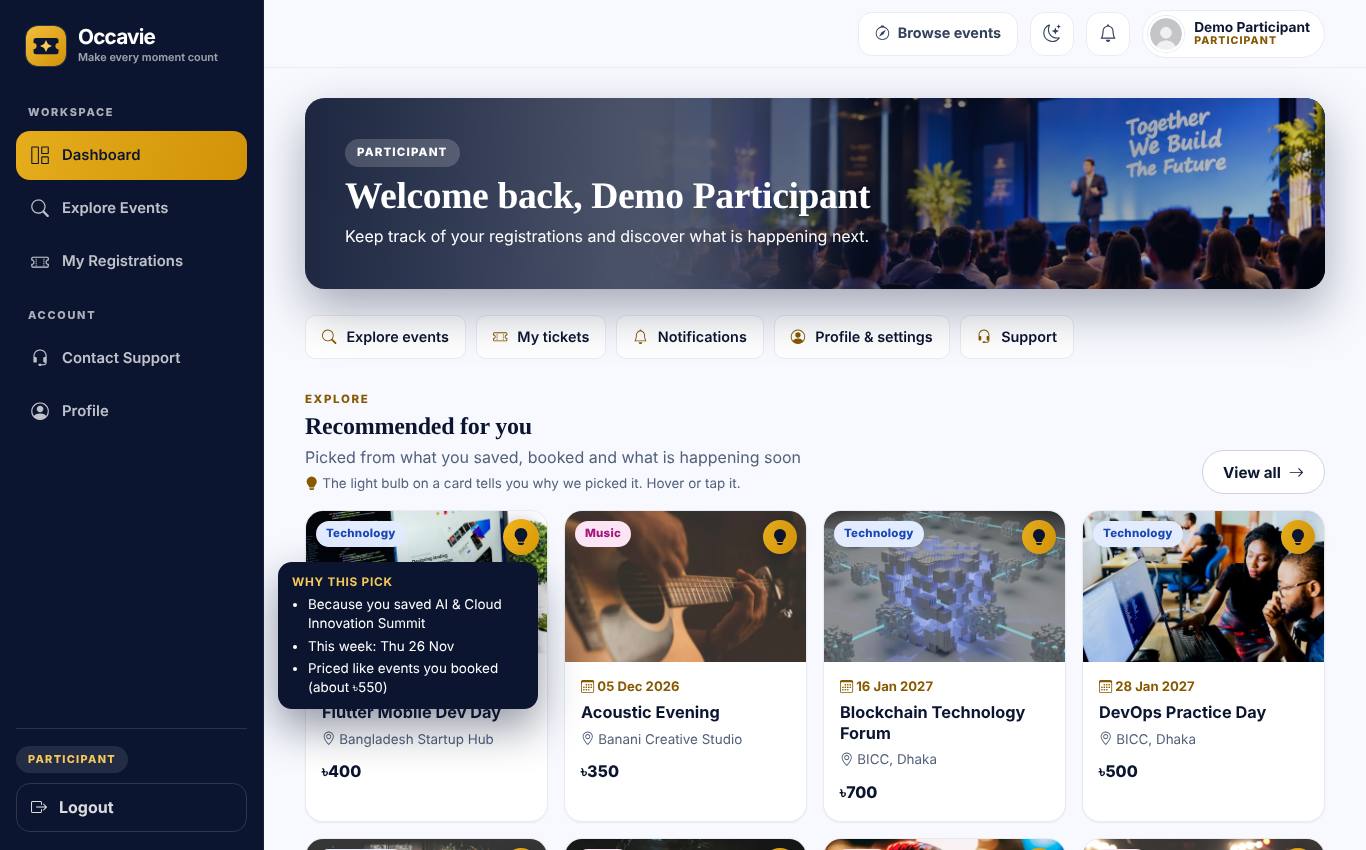 Occavie
Make every moment count
WORKSPACE
Dashboard
Explore Events
My Registrations
ACCOUNT
Contact Support
Profile
PARTICIPANT
Logout
Browse events
Demo Participant
PARTICIPANT
PARTICIPANT
Welcome back, Demo Participant
Keep track of your registrations and discover what is happening next.
Together
We Build
The Future
Explore events
My tickets
Notifications
Profile & settings
Support
EXPLORE
Recommended for you
Picked from what you saved, booked and what is happening soon
The light bulb on a card tells you why we picked it. Hover or tap it.
View all
Technology
WHY THIS PICK
• Because you saved AI & Cloud
Innovation Summit
• This week: Thu 26 Nov
• Priced like events you booked
(about ৳550)
Flutter Mobile Dev Day
Bangladesh Startup Hub
৳400
Music
05 Dec 2026
Acoustic Evening
Banani Creative Studio
৳350
Technology
16 Jan 2027
Blockchain Technology
Forum
BICC, Dhaka
৳700
Technology
28 Jan 2027
DevOps Practice Day
BICC, Dhaka
৳500